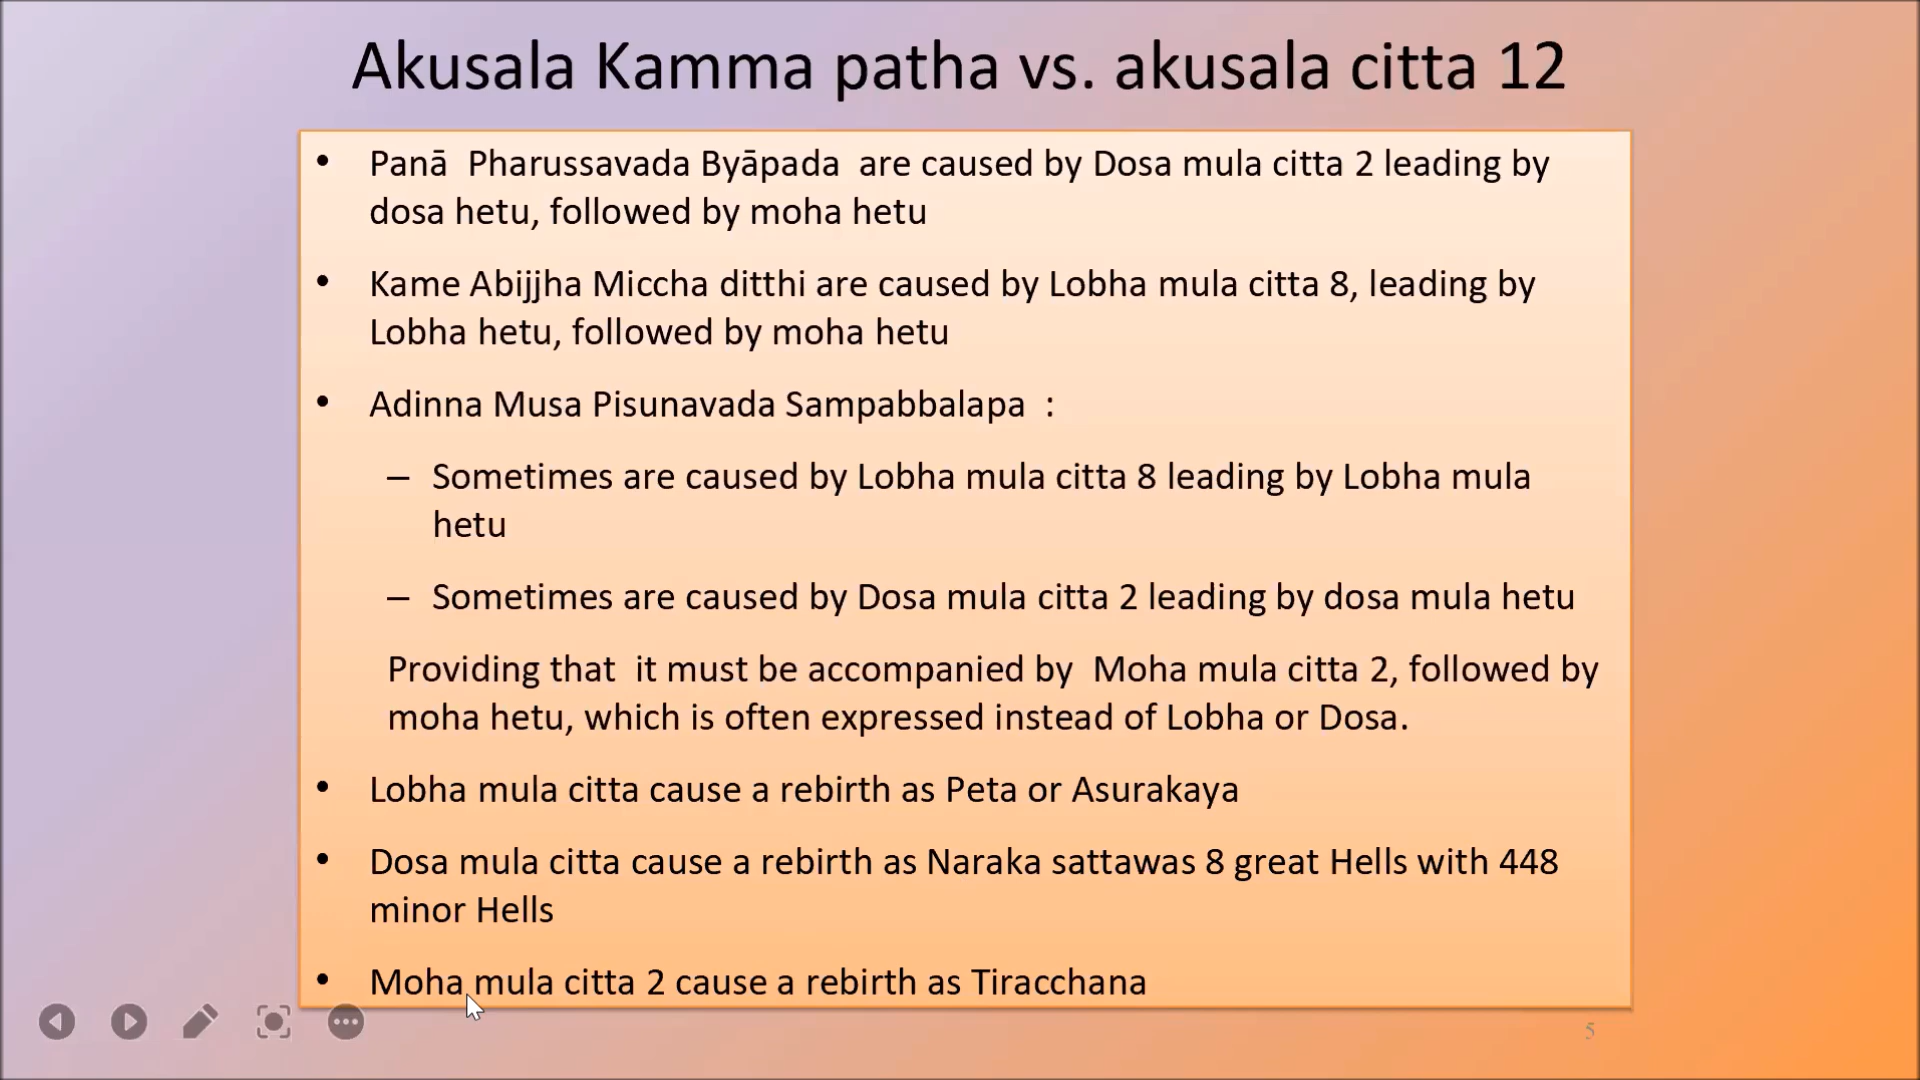 Akusala Kamma patha vs. akusala citta 12
• Panā Pharussavada Byāpada are caused by Dosa mula citta 2 leading by
dosa hetu, followed by moha hetu
• Kame Abijjha Miccha ditthi are caused by Lobha mula citta 8, leading by
Lobha hetu, followed by moha hetu
• Adinna Musa Pisunavada Sampabbalapa :
– Sometimes are caused by Lobha mula citta 8 leading by Lobha mula
hetu
– Sometimes are caused by Dosa mula citta 2 leading by dosa mula hetu
Providing that it must be accompanied by Moha mula citta 2, followed by
moha hetu, which is often expressed instead of Lobha or Dosa.
• Lobha mula citta cause a rebirth as Peta or Asurakaya
• Dosa mula citta cause a rebirth as Naraka sattawas 8 great Hells with 448
minor Hells
• Moha mula citta 2 cause a rebirth as Tiracchana
5